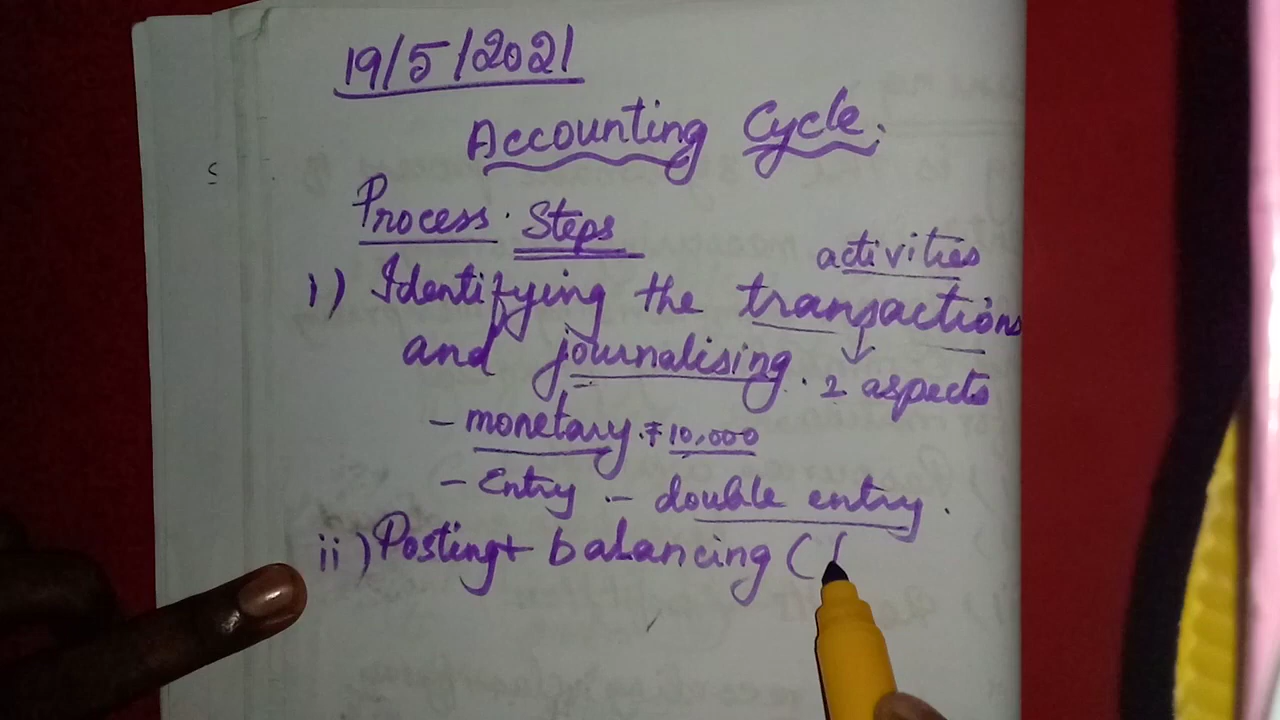 19/5/2021
Accounting Cycle.
Process Steps
activities
i) Identifying the transactions
and journalising. 2 aspects
- monetary. ₹ 10,000
- Entry - double entry.
ii) Posting + balancing (